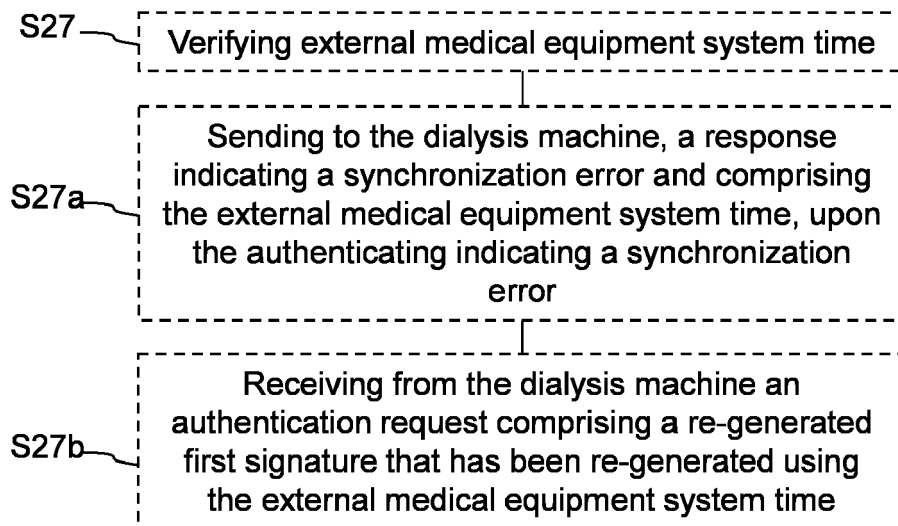 S27
Verifying external medical equipment system time
Sending to the dialysis machine, a response
indicating a synchronization error and comprising
S27a
the external medical equipment system time, upon
the authenticating indicating a synchronization
error
Receiving from the dialysis machine an
authentication request comprising a re-generated
S27b
first signature that has been re-generated using
the external medical equipment system time